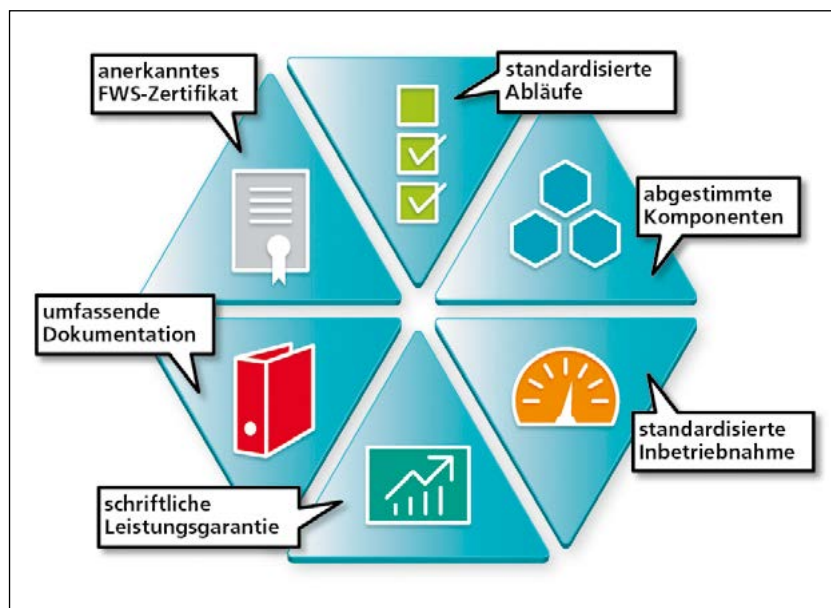 anerkanntes
FWS-Zertifikat
standardisierte
Abläufe
abgestimmte
Komponenten
umfassende
Dokumentation
standardisierte
Inbetriebnahme
schriftliche
Leistungsgarantie